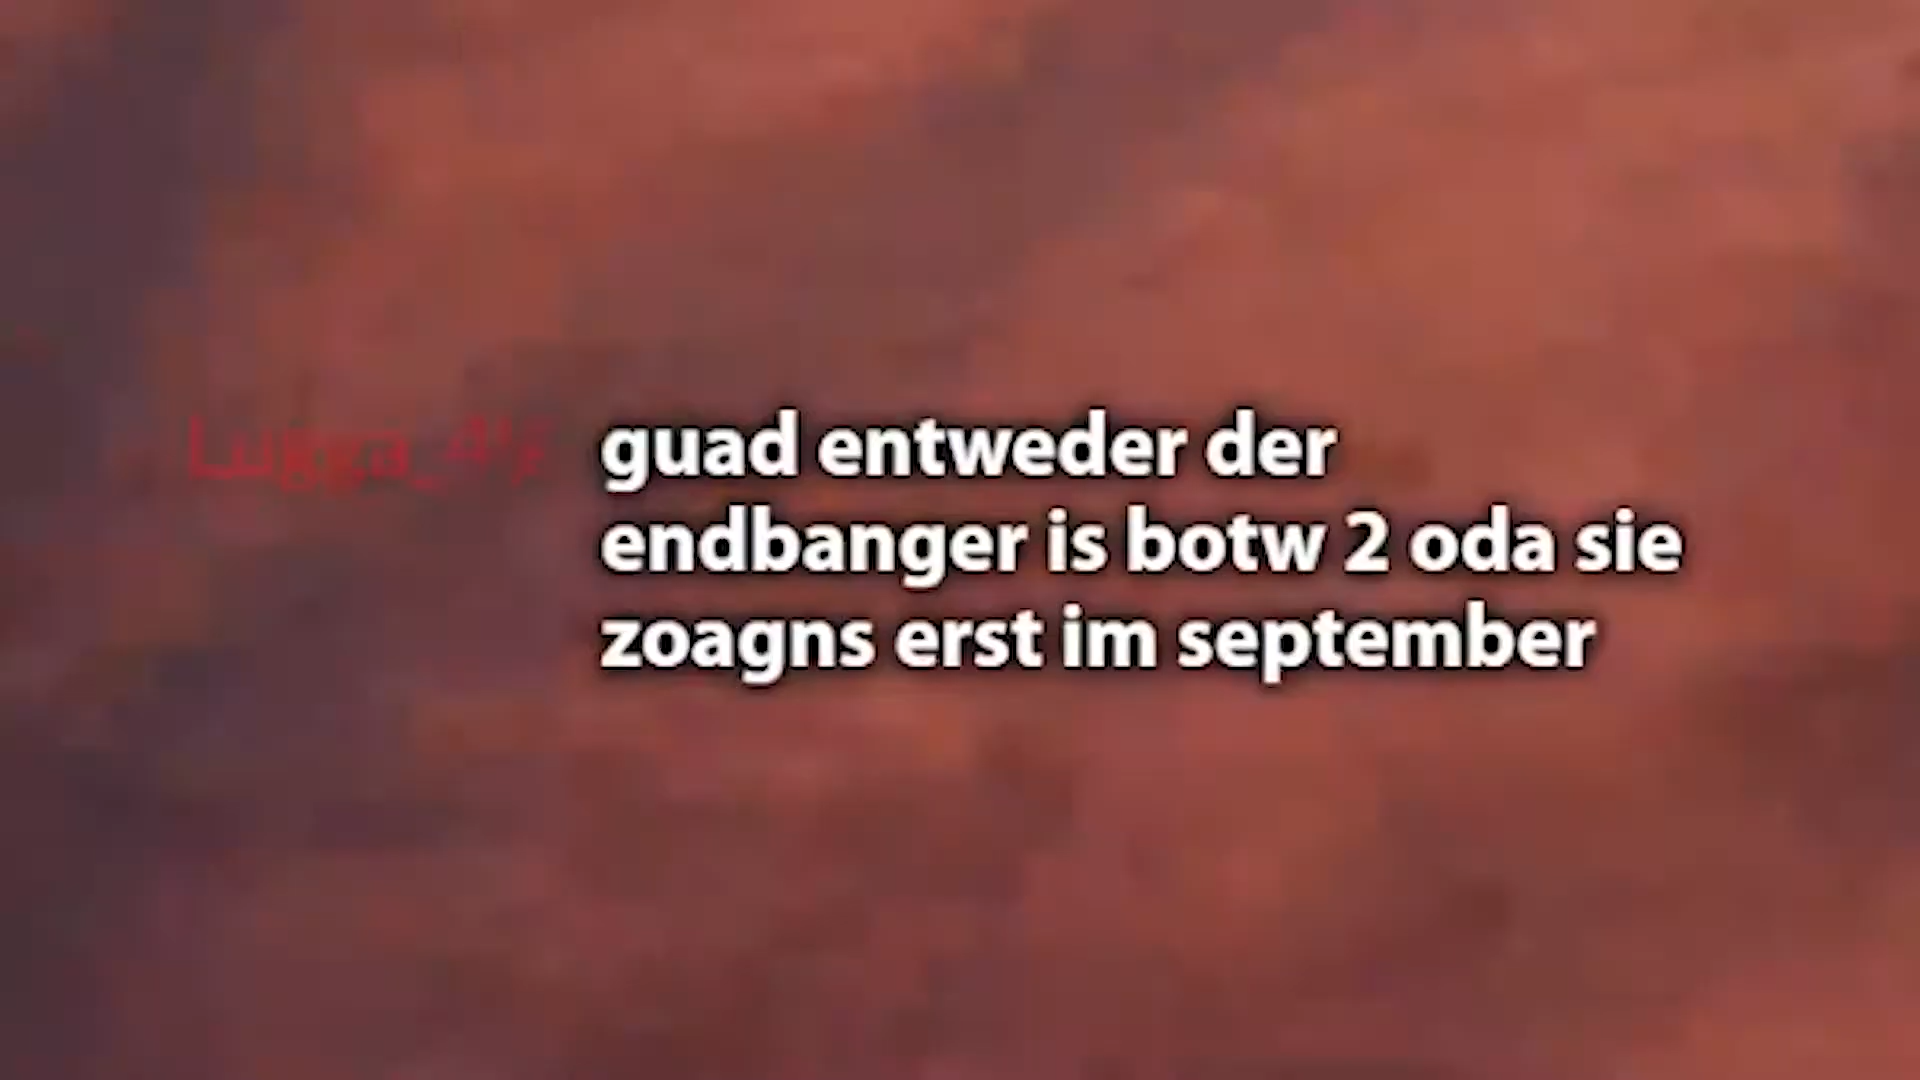 guad entweder der
endbanger is botw 2 oda sie
zoagns erst im september